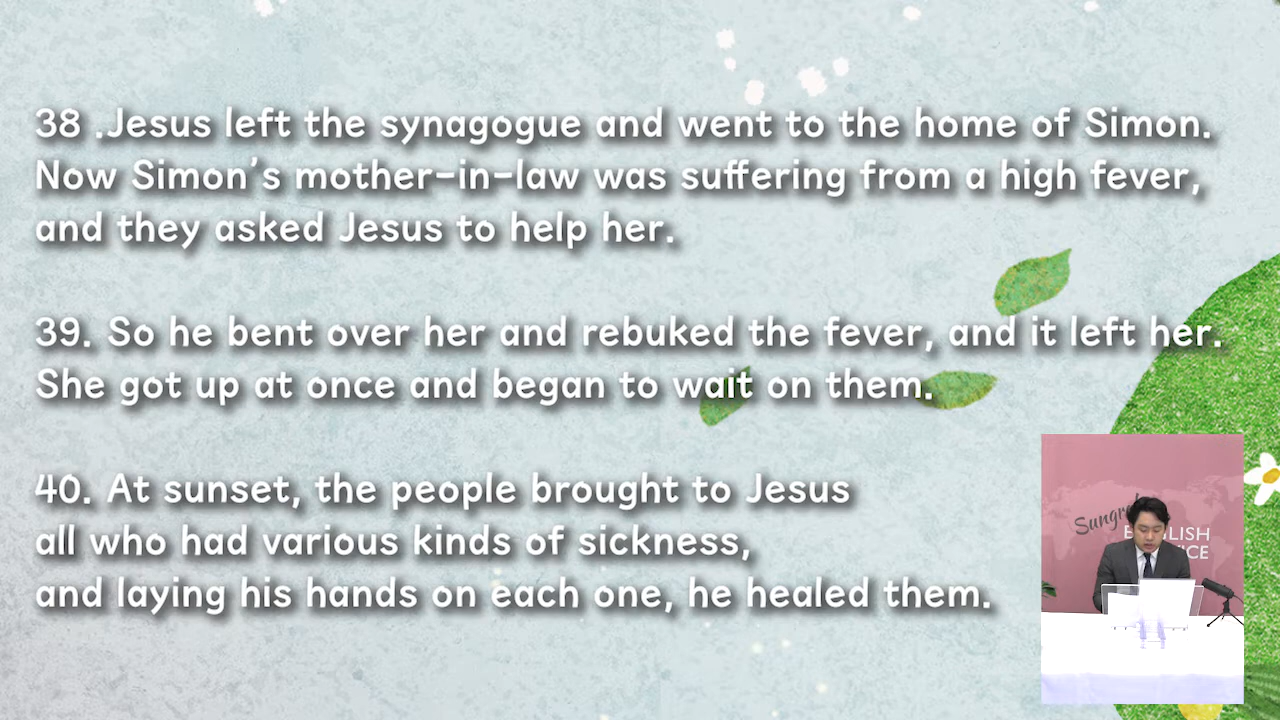 38 .Jesus left the synagogue and went to the home of Simon.
Now Simon's mother-in-law was suffering from a high fever,
and they asked Jesus to help her.
39. So he bent over her and rebuked the fever, and it left her.
She got up at once and began to wait on them.
40. At sunset, the people brought to Jesus
all who had various kinds of sickness,
and laying his hands on each one, he healed them.